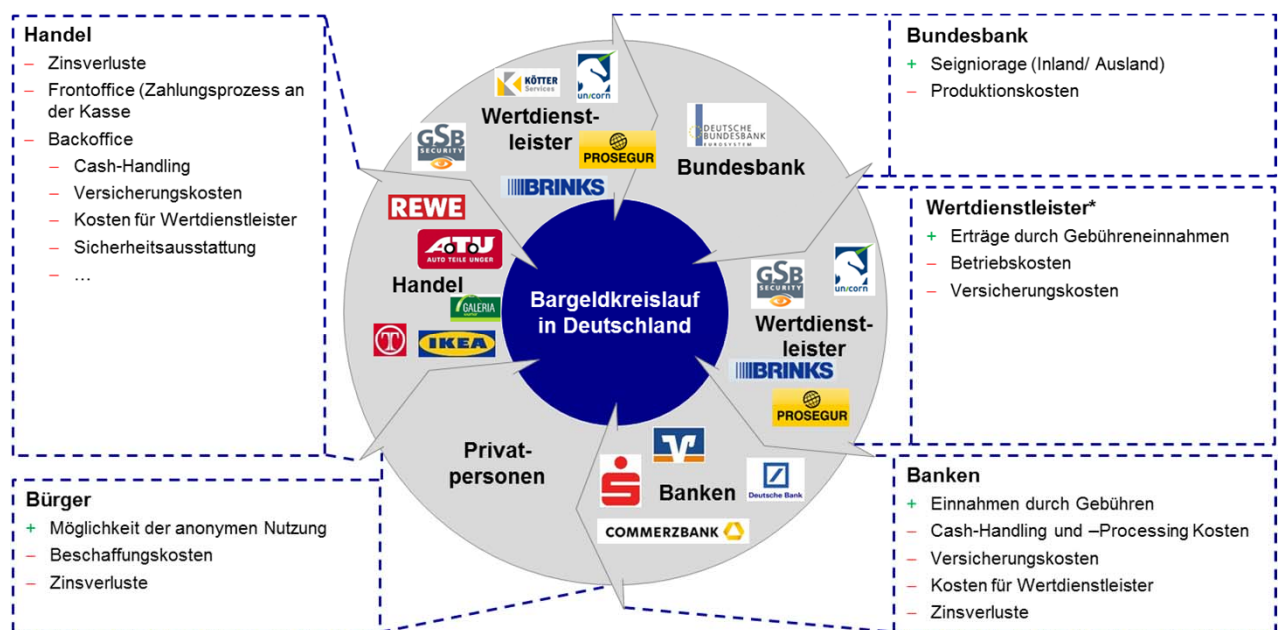 Handel
– Zinsverluste
– Frontoffice (Zahlungsprozess an
der Kasse
– Backoffice
– Cash-Handling
– Versicherungskosten
– Kosten für Wertdienstleister
– Sicherheitsausstattung
– …
Bürger
+ Möglichkeit der anonymen Nutzung
– Beschaffungskosten
– Zinsverluste
KÖTTER
Services
un/corn
Wertdienst-
leister
GSB
SECURITY
PROSEGUR
BRINKS
DEUTSCHE
BUNDESBANK
EUROSYSTEM
Bundesbank
REWE
ATU
AUTO TEILE UNGER
Handel
GALERIA
T
IKEA
Bargeldkreislauf
in Deutschland
GSB
SECURITY
un/corn
Wertdienst-
leister
BRINKS
PROSEGUR
Privat-
personen
Banken
Deutsche Bank
COMMERZBANK
Bundesbank
+ Seigniorage (Inland/ Ausland)
– Produktionskosten
Wertdienstleister*
+ Erträge durch Gebühreneinnahmen
– Betriebskosten
– Versicherungskosten
Banken
+ Einnahmen durch Gebühren
– Cash-Handling und –Processing Kosten
– Versicherungskosten
– Kosten für Wertdienstleister
– Zinsverluste